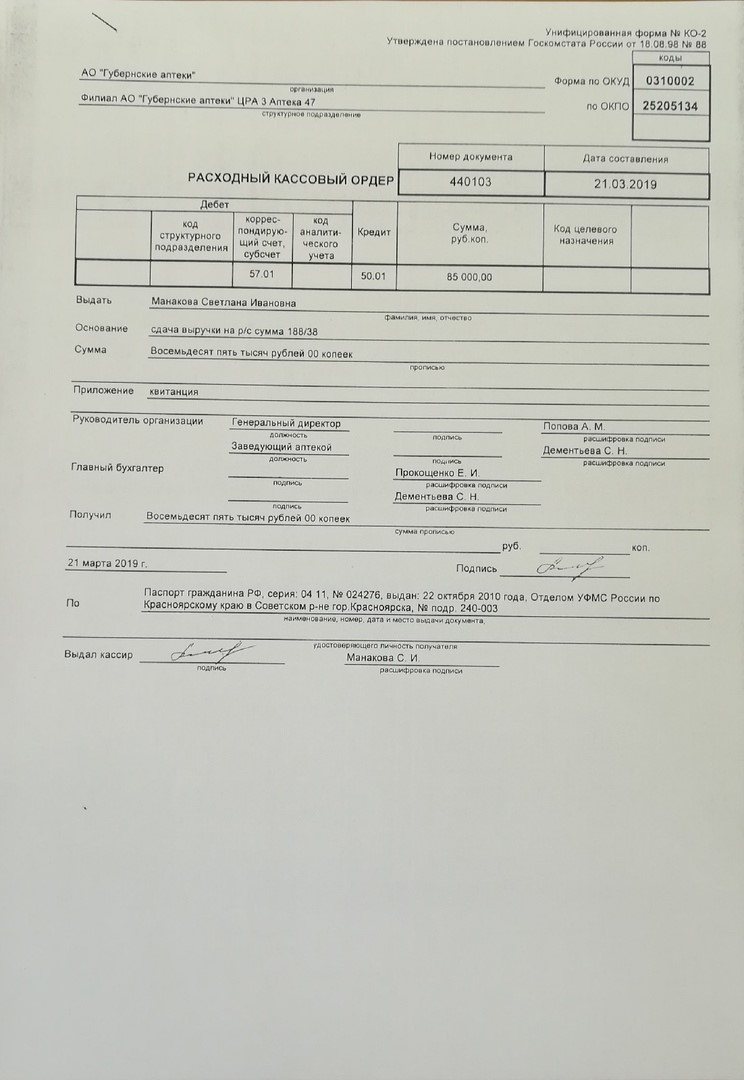 Унифицированная форма № КО-2
Утверждена постановлением Госкомстата России от 18.08.98 № 88
коды
АО "Губернские аптеки"
Форма по ОКУД 0310002
организация
Филиал АО "Губернские аптеки" ЦРА 3 Аптека 47
по ОКПО 25205134
структурное подразделение
Номер документа Дата составления
РАСХОДНЫЙ КАССОВЫЙ ОРДЕР 440103 21.03.2019
Дебет
код структурного подразделения
коррес-пондирую-щий счет, субсчет
код аналити-ческого учета
Кредит
Сумма, руб.коп.
Код целевого назначения
57.01 50.01 85 000,00
Выдать Манакова Светлана Ивановна
фамилия, имя, отчество
Основание сдача выручки на р/с сумма 188/38
Сумма Восемьдесят пять тысяч рублей 00 копеек
прописью
Приложение квитанция
Руководитель организации Генеральный директор Попова А. М.
должность подпись расшифровка подписи
Заведующий аптекой Дементьева С. Н.
должность подпись расшифровка подписи
Главный бухгалтер Прокощенко Е. И.
подпись расшифровка подписи
Дементьева С. Н.
подпись расшифровка подписи
Получил Восемьдесят пять тысяч рублей 00 копеек
сумма прописью
руб. коп.
21 марта 2019 г. Подпись
По Паспорт гражданина РФ, серия: 04 11, № 024276, выдан: 22 октября 2010 года, Отделом УФМС России по
Красноярскому краю в Советском р-не гор.Красноярска, № подр. 240-003
наименование, номер, дата и место выдачи документа,
удостоверяющего личность получателя
Выдал кассир Манакова С. И.
подпись расшифровка подписи